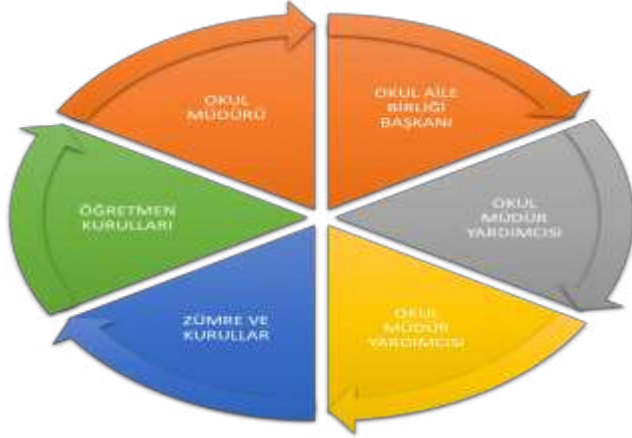 OKUL
MÜDÜRÜ
OKUL AİLE
BİRLİĞİ
BAŞKANI
OKUL
MÜDÜR
YARDIMCISI
OKUL
MÜDÜR
YARDIMCISI
ZÜMRE VE
KURULLAR
ÖĞRETMEN
KURULLARI